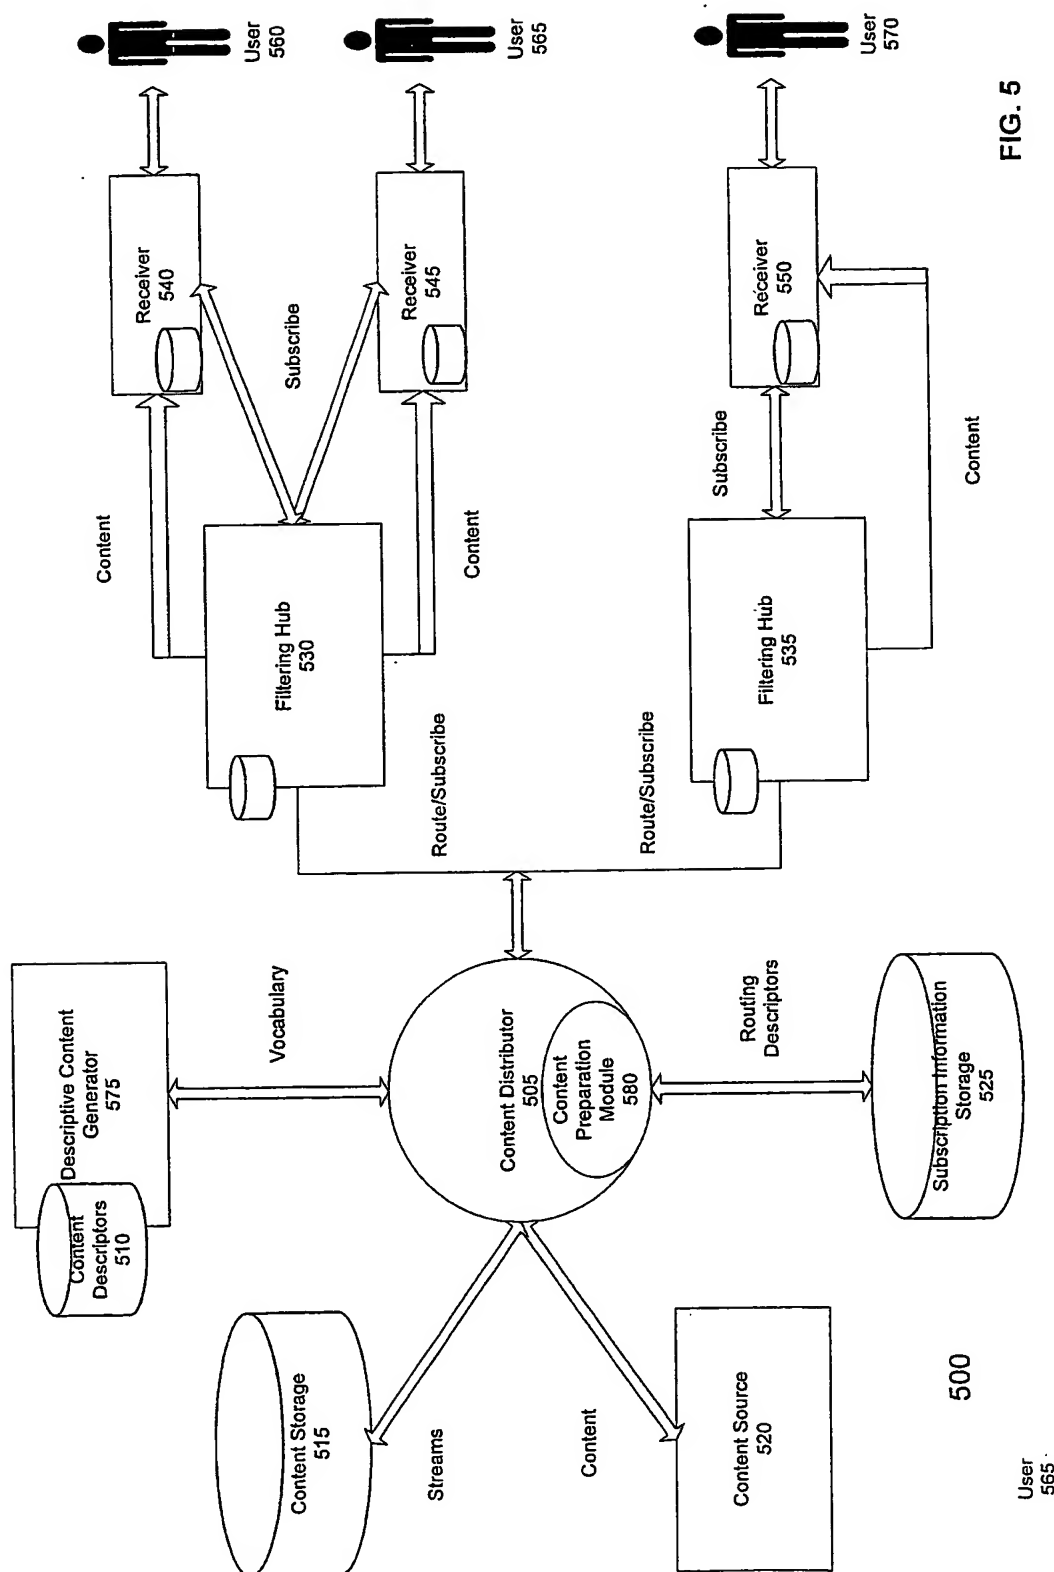 Content Storage
515
Content Source
520
Streams
Content
500
User
565
Content
Descriptors
510
Descriptive Content
Generator
575
Vocabulary
Content Distributor
505
Content
Preparation
Module
580
Routing
Descriptors
Subscription Information
Storage
525
Route/Subscribe
Route/Subscribe
Filtering Hub
530
Filtering Hub
535
Content
Content
Subscribe
Subscribe
Content
Receiver
540
Receiver
545
Receiver
550
User
560
User
565
User
570
FIG. 5